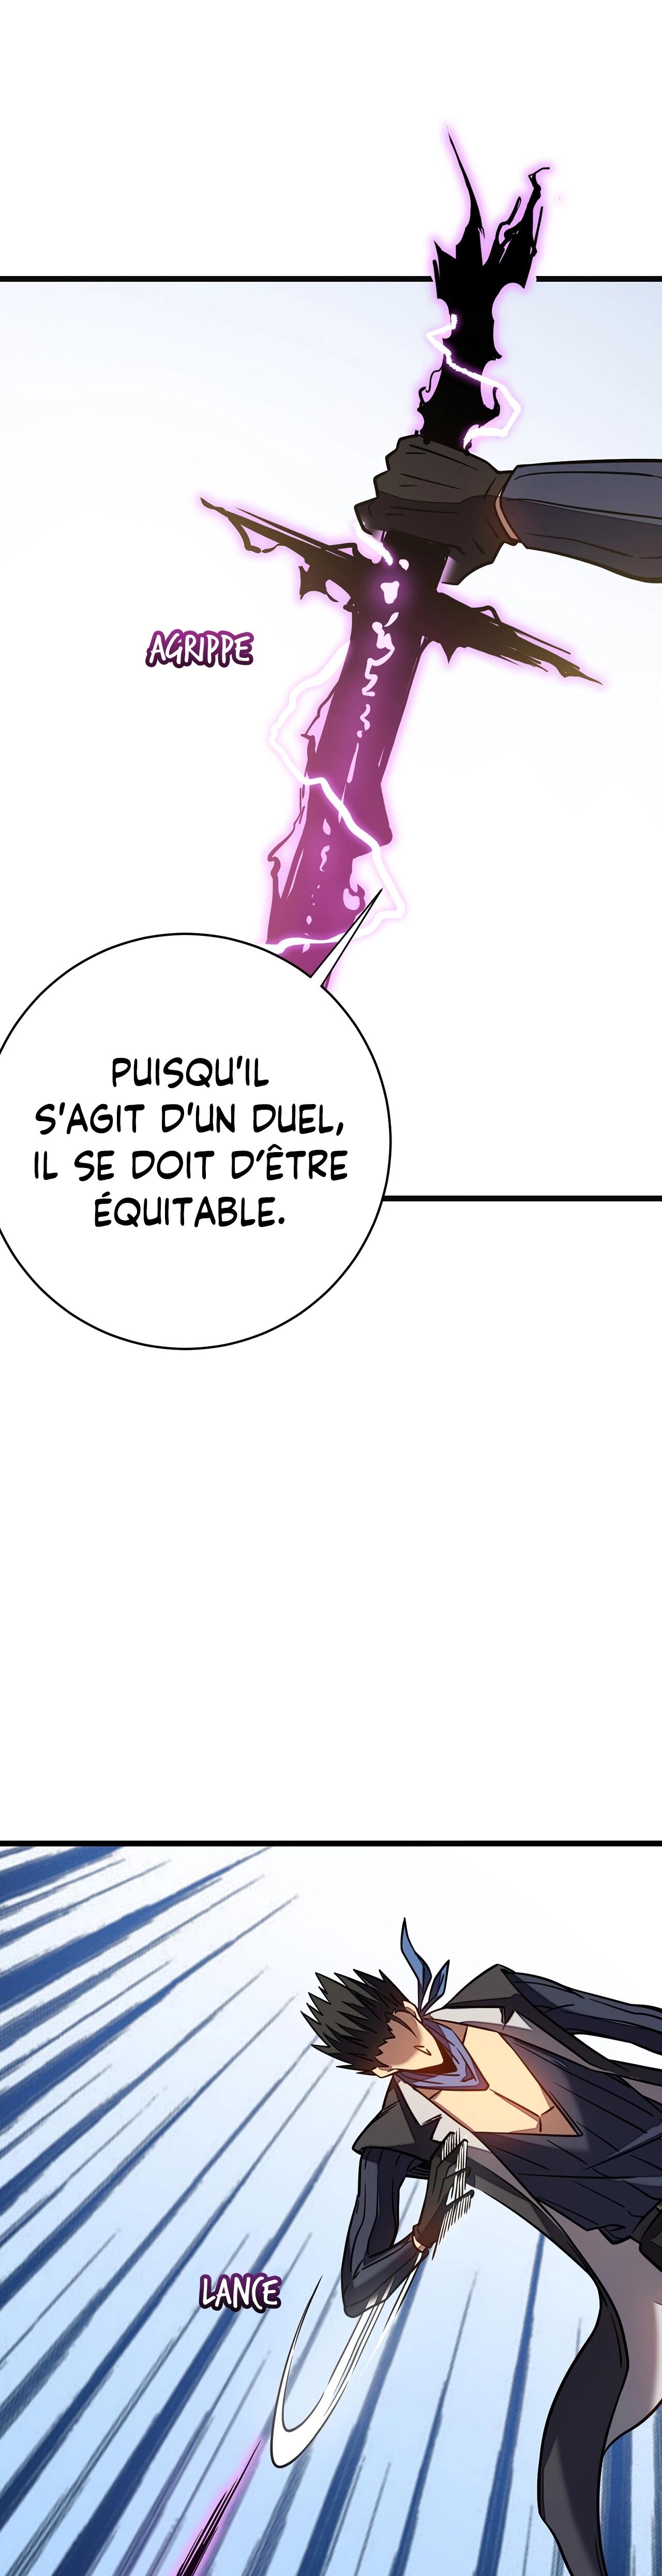 AGRIPPE
PUISQU'IL
S'AGIT D'UN DUEL,
IL SE DOIT D'ÊTRE
ÉQUITABLE.
LANCE